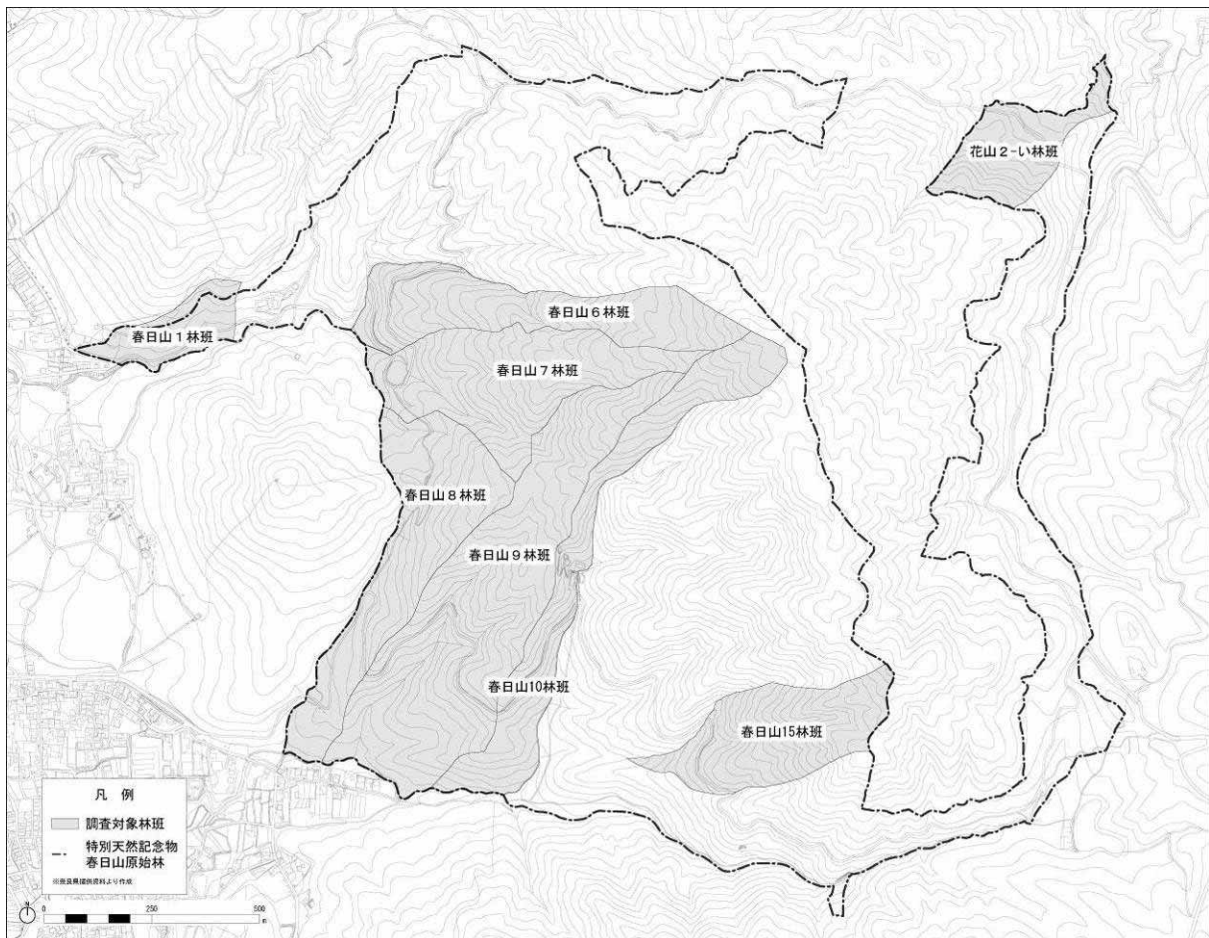 花山２-い林班
春日山６林班
春日山１林班
春日山７林班
春日山８林班
春日山９林班
春日山10林班
春日山15林班
凡 例
調査対象林班
特別天然記念物
春日山原始林
※奈良県提供資料より作成
N
0 250 500
m